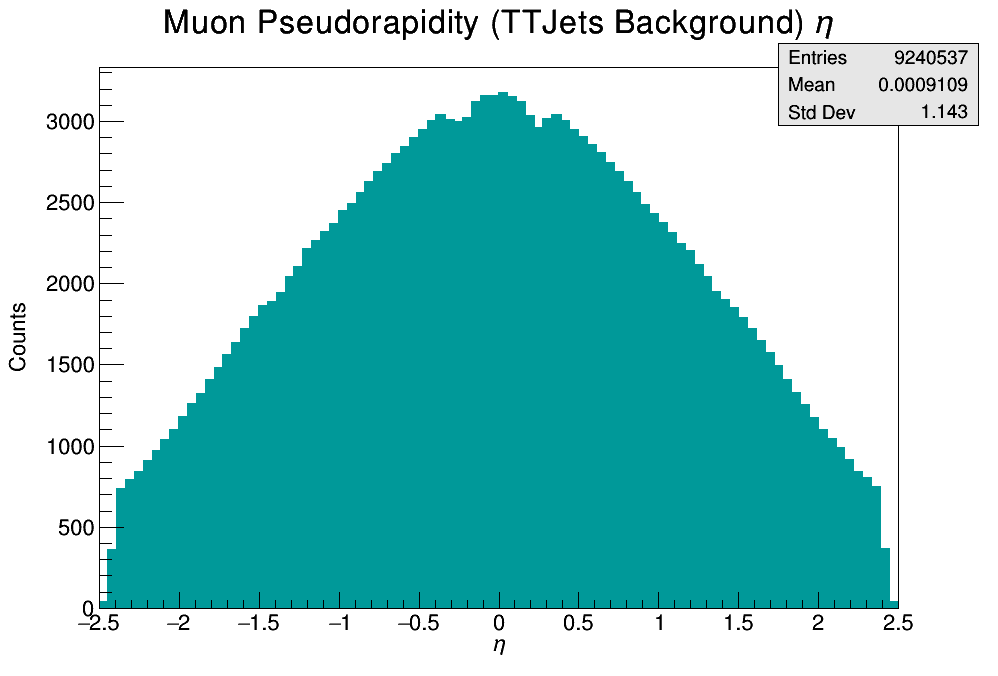 Muon Pseudorapidity (TTJets Background) η
Entries 9240537
Mean 0.0009109
Std Dev 1.143
Counts
3000
2500
2000
1500
1000
500
0
−2.5 −2 −1.5 −1 −0.5 0 0.5 1 1.5 2 2.5
η